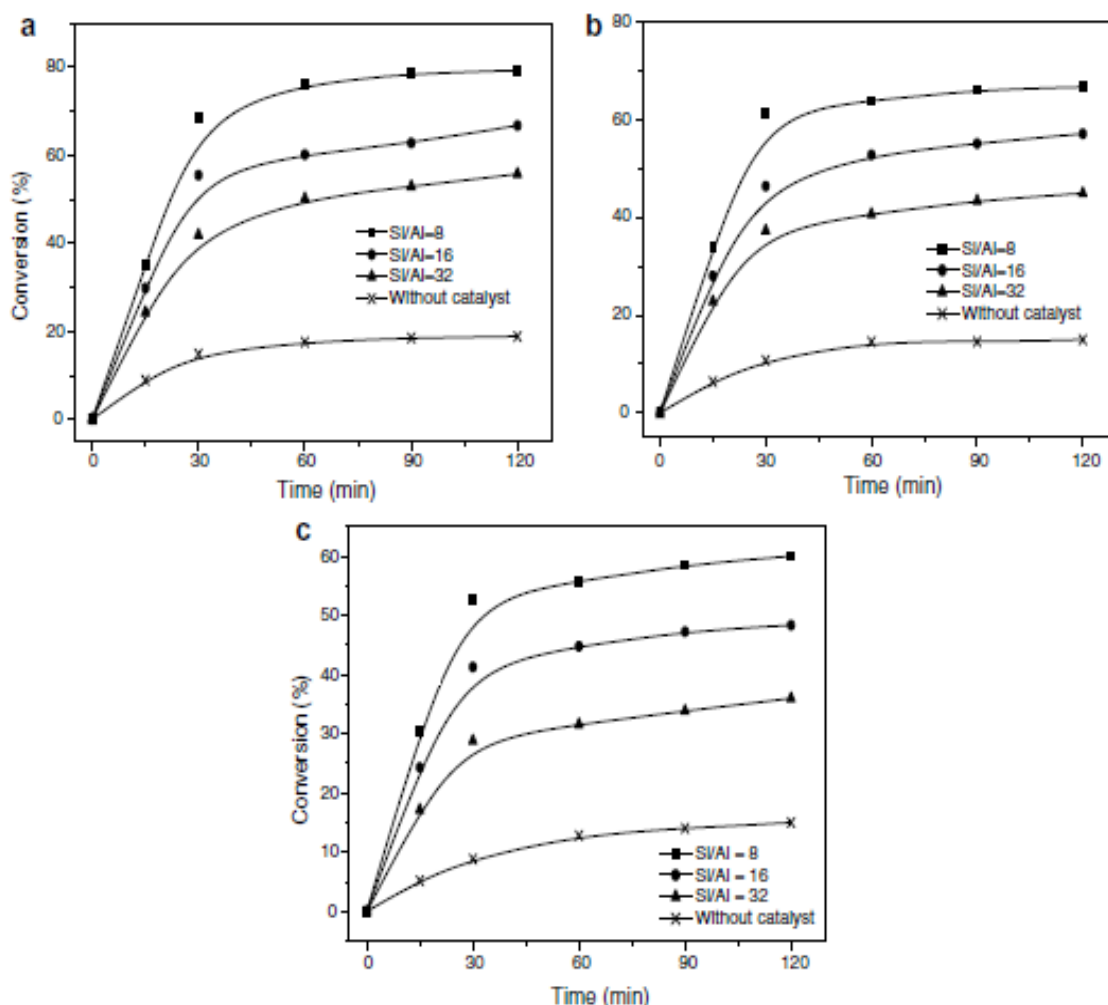 a
Conversion (%)
80
60
40
20
0
SI/Al=8
SI/Al=16
SI/Al=32
Without catalyst
0 30 60 90 120
Time (min)
b
80
60
40
20
0
SI/Al=8
SI/Al=16
SI/Al=32
Without catalyst
0 30 60 90 120
Time (min)
c
Conversion (%)
60
50
40
30
20
10
0
SI/Al = 8
SI/Al = 16
SI/Al = 32
Without catalyst
0 30 60 90 120
Time (min)